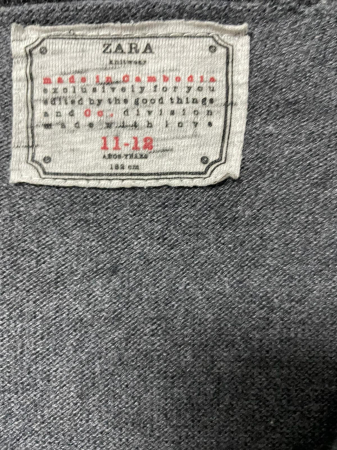 ZARA
knitwear
made in Cambodia
exclusively for you
edited by the good things
and Co. division
made with love
11-12
AÑOS-YEARS
152 cm